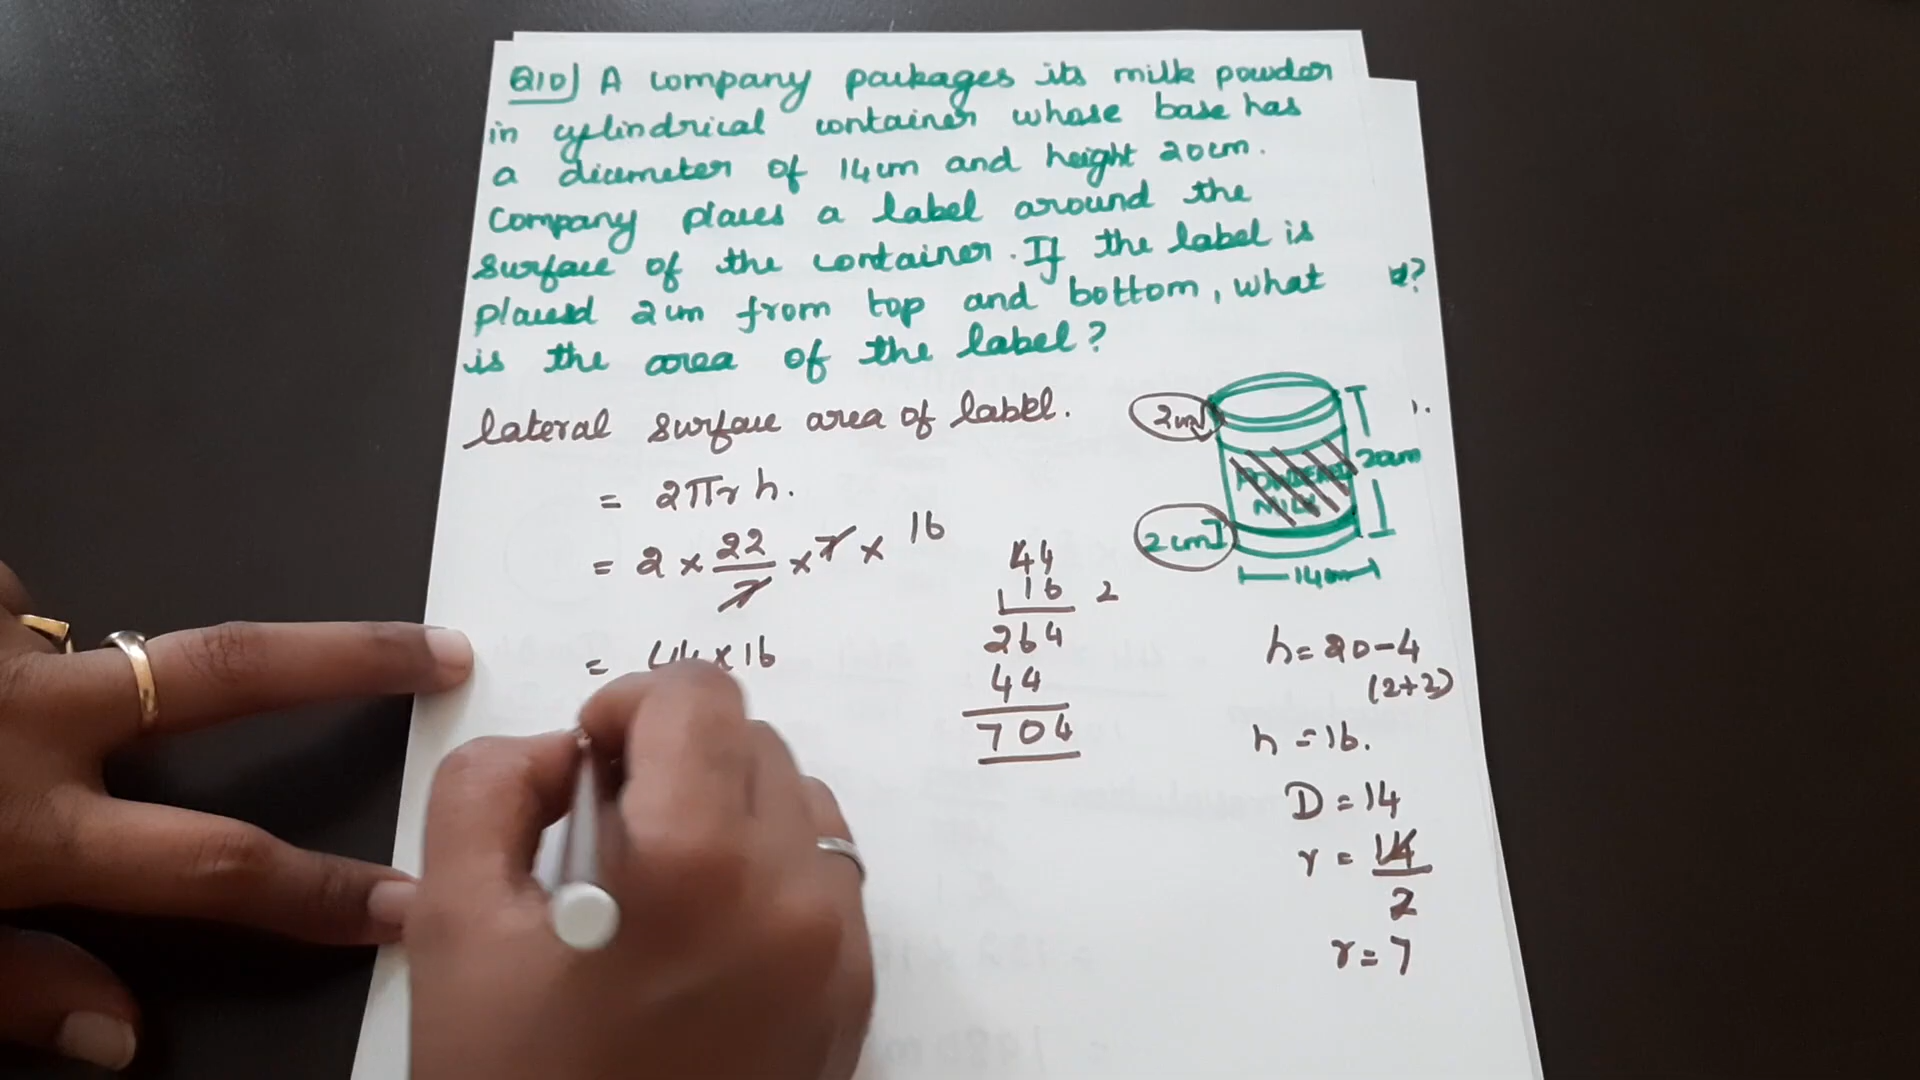 Q10) A company packages its milk powder
in cylindrical container whose base has
a diameter of 14cm and height 20cm.
Company places a label around the
surface of the container. If the label is
placed 2cm from top and bottom, what
is the area of the label?
?
lateral surface area of label.
= 2πrh.
= 2 × 22/7 × 7 × 16
= 44 × 16
44
16 2
264
44
704
2cm
20cm
POWDERED
MILK
2cm
14cm
h = 20-4
(2+2)
h = 16.
D = 14
r = 14/2
r = 7